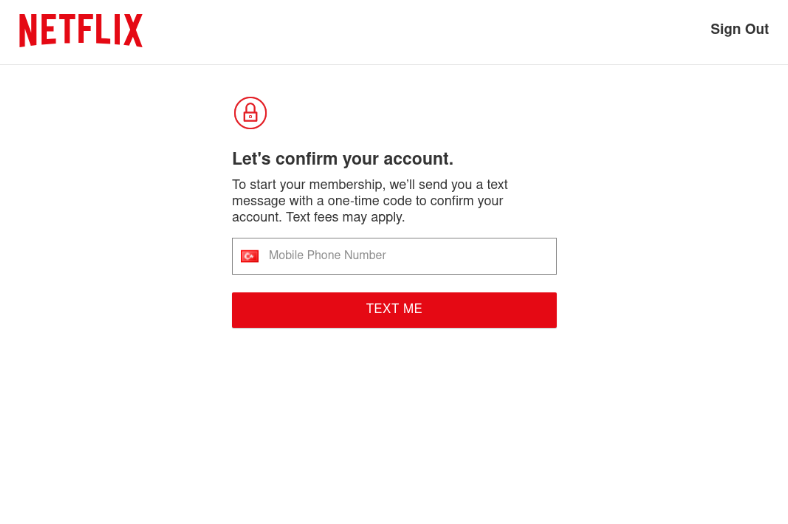 NETFLIX
Sign Out
Let's confirm your account.
To start your membership, we'll send you a text
message with a one-time code to confirm your
account. Text fees may apply.
Mobile Phone Number
TEXT ME